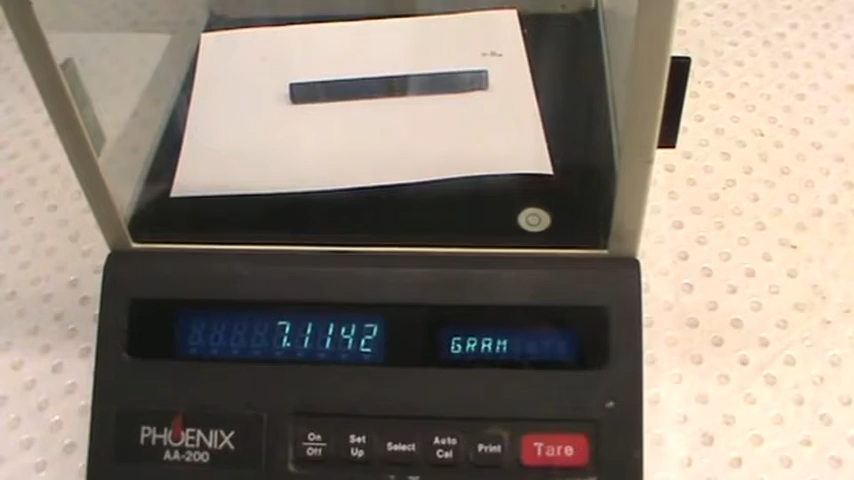 7.1142
GRAM
PHOENIX
AA-200
On
Off
Set
Up
Select
Auto
Cal
Print
Tare